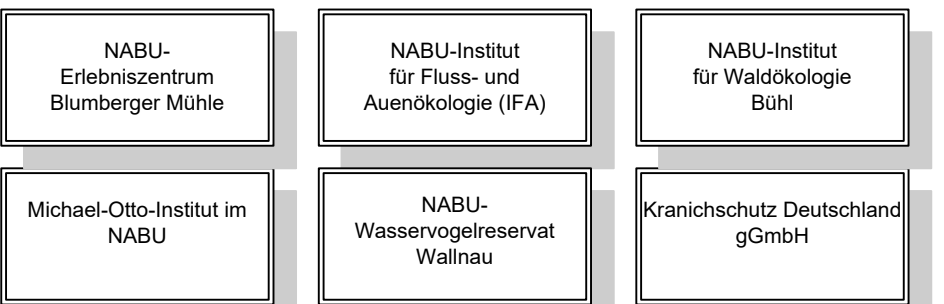 NABU-
Erlebniszentrum
Blumberger Mühle
NABU-Institut
für Fluss- und
Auenökologie (IFA)
NABU-Institut
für Waldökologie
Bühl
Michael-Otto-Institut im
NABU
NABU-
Wasservogelreservat
Wallnau
Kranichschutz Deutschland
gGmbH